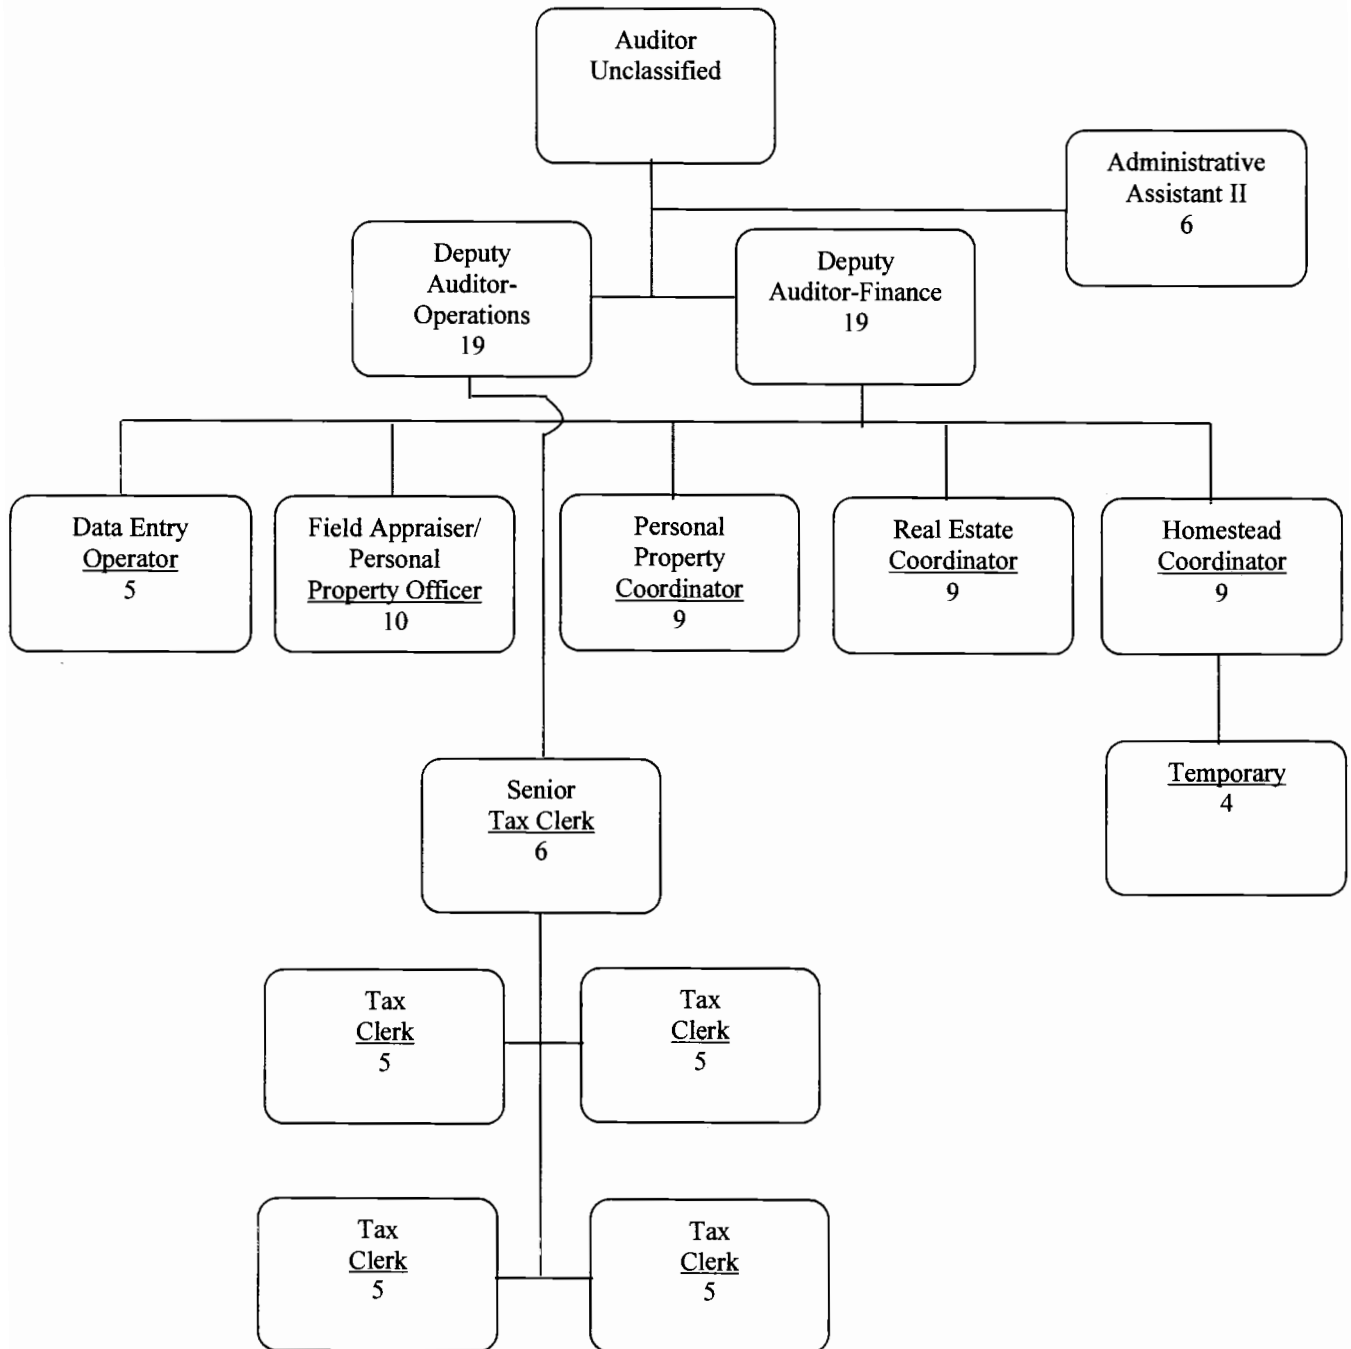 Auditor
Unclassified
Administrative
Assistant II
6
Deputy
Auditor-
Operations
19
Deputy
Auditor-Finance
19
Data Entry
Operator
5
Field Appraiser/
Personal
Property Officer
10
Personal
Property
Coordinator
9
Real Estate
Coordinator
9
Homestead
Coordinator
9
Senior
Tax Clerk
6
Temporary
4
Tax
Clerk
5
Tax
Clerk
5
Tax
Clerk
5
Tax
Clerk
5